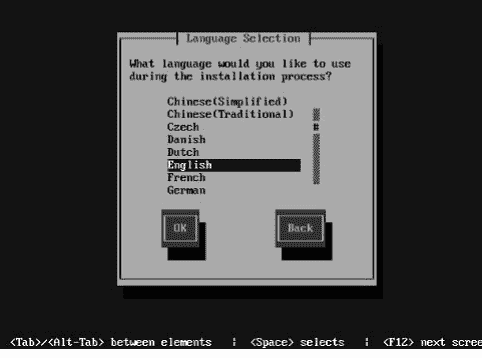 Language Selection
What language would you like to use
during the installation process?
Chinese(Simplified)
Chinese(Traditional)
Czech
Danish
Dutch
English
French
German
OK
Back
<Tab>/<Alt-Tab> between elements | <Space> selects | <F12> next scree